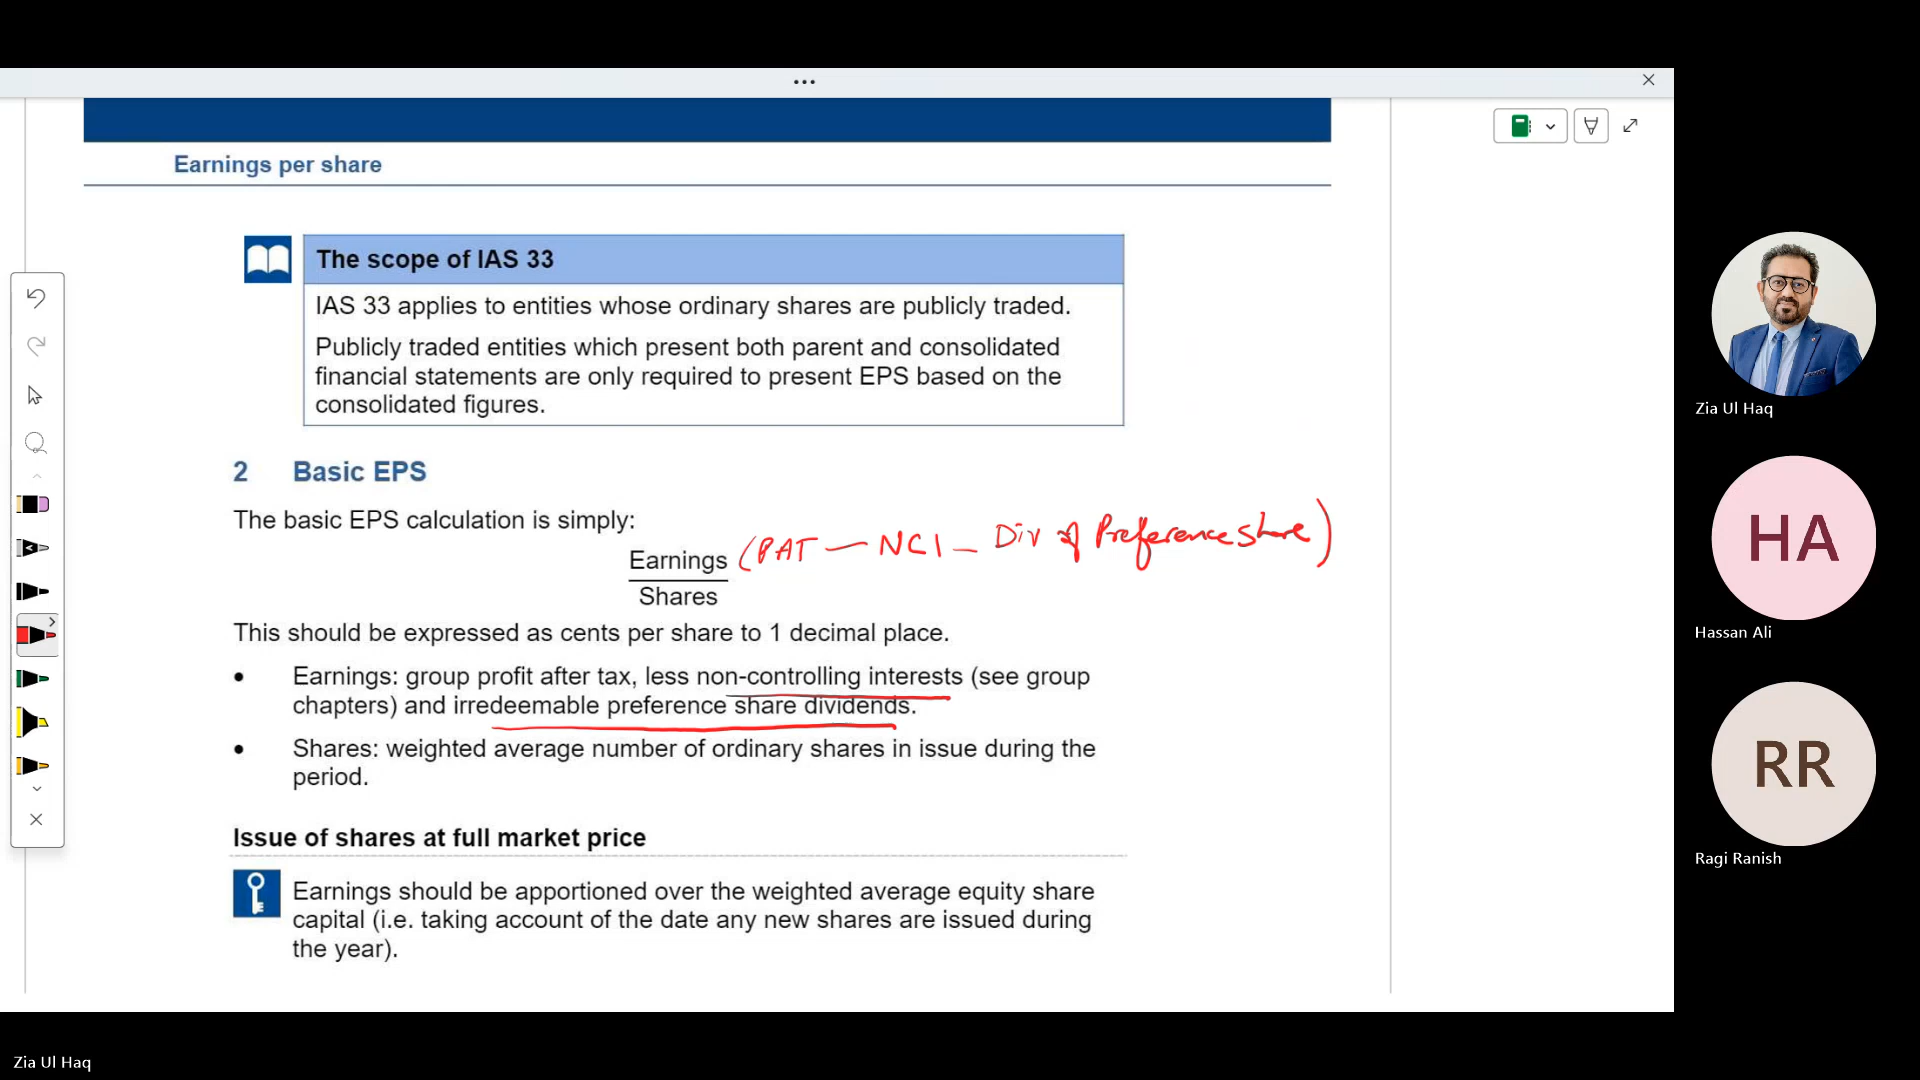 Earnings per share
The scope of IAS 33
IAS 33 applies to entities whose ordinary shares are publicly traded.
Publicly traded entities which present both parent and consolidated
financial statements are only required to present EPS based on the
consolidated figures.
2 Basic EPS
The basic EPS calculation is simply:
Earnings (PAT — NCI — Div of Preference share)
Shares
This should be expressed as cents per share to 1 decimal place.
• Earnings: group profit after tax, less non-controlling interests (see group
chapters) and irredeemable preference share dividends.
• Shares: weighted average number of ordinary shares in issue during the
period.
Issue of shares at full market price
Earnings should be apportioned over the weighted average equity share
capital (i.e. taking account of the date any new shares are issued during
the year).
Zia Ul Haq
HA
Hassan Ali
RR
Ragi Ranish
Zia Ul Haq